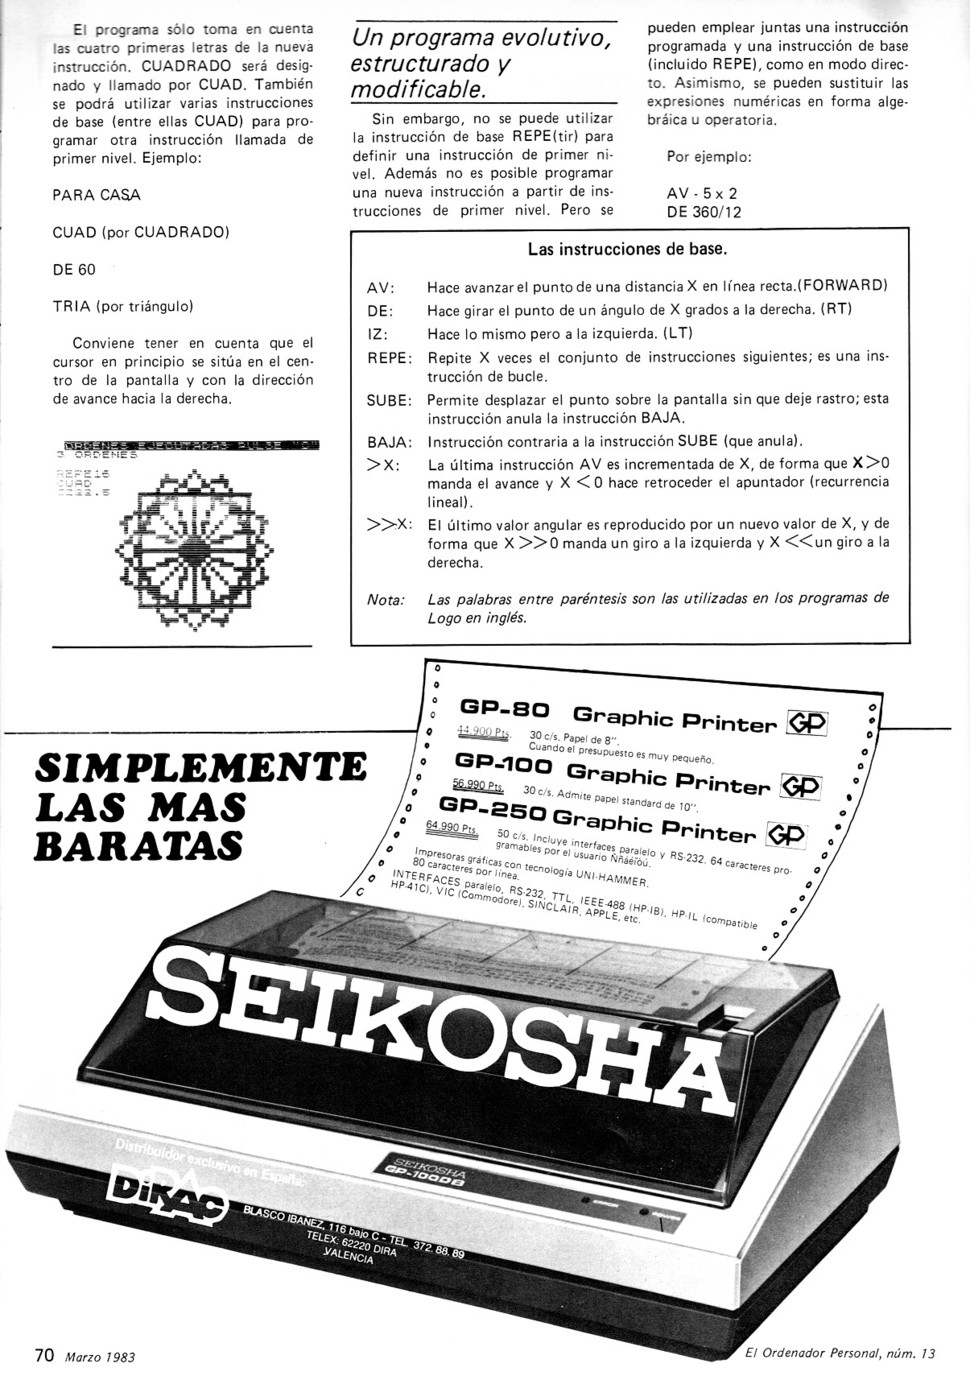 El programa sólo toma en cuenta
las cuatro primeras letras de la nueva
instrucción. CUADRADO será desig-
nado y llamado por CUAD. También
se podrá utilizar varias instrucciones
de base (entre ellas CUAD) para pro-
gramar otra instrucción llamada de
primer nivel. Ejemplo:
PARA CASA
CUAD (por CUADRADO)
DE 60
TRIA (por triángulo)
Conviene tener en cuenta que el
cursor en principio se sitúa en el cen-
tro de la pantalla y con la dirección
de avance hacia la derecha.
ORDENES EJECUTADAS PULSE "C"
3 ORDENES
REPE16
CUAD
Un programa evolutivo,
estructurado y
modificable.
Sin embargo, no se puede utilizar
la instrucción de base REPE(tir) para
definir una instrucción de primer ni-
vel. Además no es posible programar
una nueva instrucción a partir de ins-
trucciones de primer nivel. Pero se
pueden emplear juntas una instrucción
programada y una instrucción de base
(incluido REPE), como en modo direc-
to. Asimismo, se pueden sustituir las
expresiones numéricas en forma alge-
bráica u operatoria.
Por ejemplo:
AV - 5 x 2
DE 360/12
Las instrucciones de base.
AV: Hace avanzar el punto de una distancia X en línea recta.(FORWARD)
DE: Hace girar el punto de un ángulo de X grados a la derecha. (RT)
IZ: Hace lo mismo pero a la izquierda. (LT)
REPE: Repite X veces el conjunto de instrucciones siguientes; es una ins-
trucción de bucle.
SUBE: Permite desplazar el punto sobre la pantalla sin que deje rastro; esta
instrucción anula la instrucción BAJA.
BAJA: Instrucción contraria a la instrucción SUBE (que anula).
>X: La última instrucción AV es incrementada de X, de forma que X>0
manda el avance y X <0 hace retroceder el apuntador (recurrencia
lineal).
>>X: El último valor angular es reproducido por un nuevo valor de X, y de
forma que X >>0 manda un giro a la izquierda y X <<un giro a la
derecha.
Nota: Las palabras entre paréntesis son las utilizadas en los programas de
Logo en inglés.
SIMPLEMENTE
LAS MAS
BARATAS
GP-80 Graphic Printer GP
44.900 Pts. 30 c/s. Papel de 8".
Cuando el presupuesto es muy pequeño.
GP-100 Graphic Printer GP
56.990 Pts. 30 c/s. Admite papel standard de 10".
GP-250 Graphic Printer GP
64.990 Pts. 50 c/s. Incluye interfaces paralelo y RS-232. 64 caracteres pro-
gramables por el usuario Ññáéíóú.
Impresoras gráficas con tecnología UNI-HAMMER.
80 caracteres por línea.
INTERFACES paralelo, RS-232, TTL, IEEE-488 (HP-IB), HP-IL (compatible
HP-41C), VIC (Commodore), SINCLAIR, APPLE, etc.
SEIKOSHA
Distribuidor exclusivo en España:
DIRAC
BLASCO IBANEZ, 116 bajo C - TEL. 372.88.89
TELEX: 62220 DIRA
VALENCIA
SEIKOSHA
GP-100DB
70 Marzo 1983
El Ordenador Personal, núm. 13